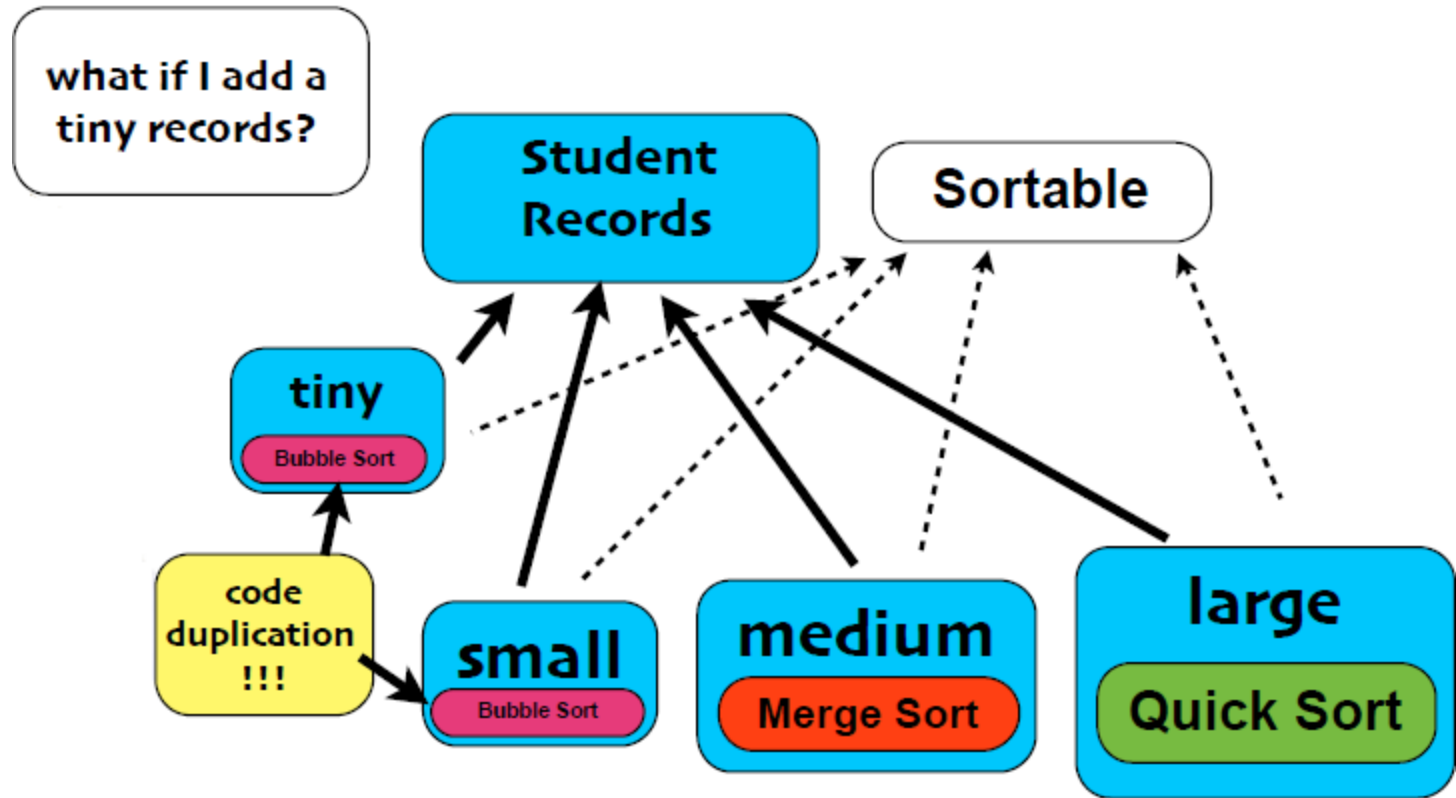 what if I add a
tiny records?
Student
Records
Sortable
tiny
Bubble Sort
code
duplication
!!!
small
Bubble Sort
medium
Merge Sort
large
Quick Sort